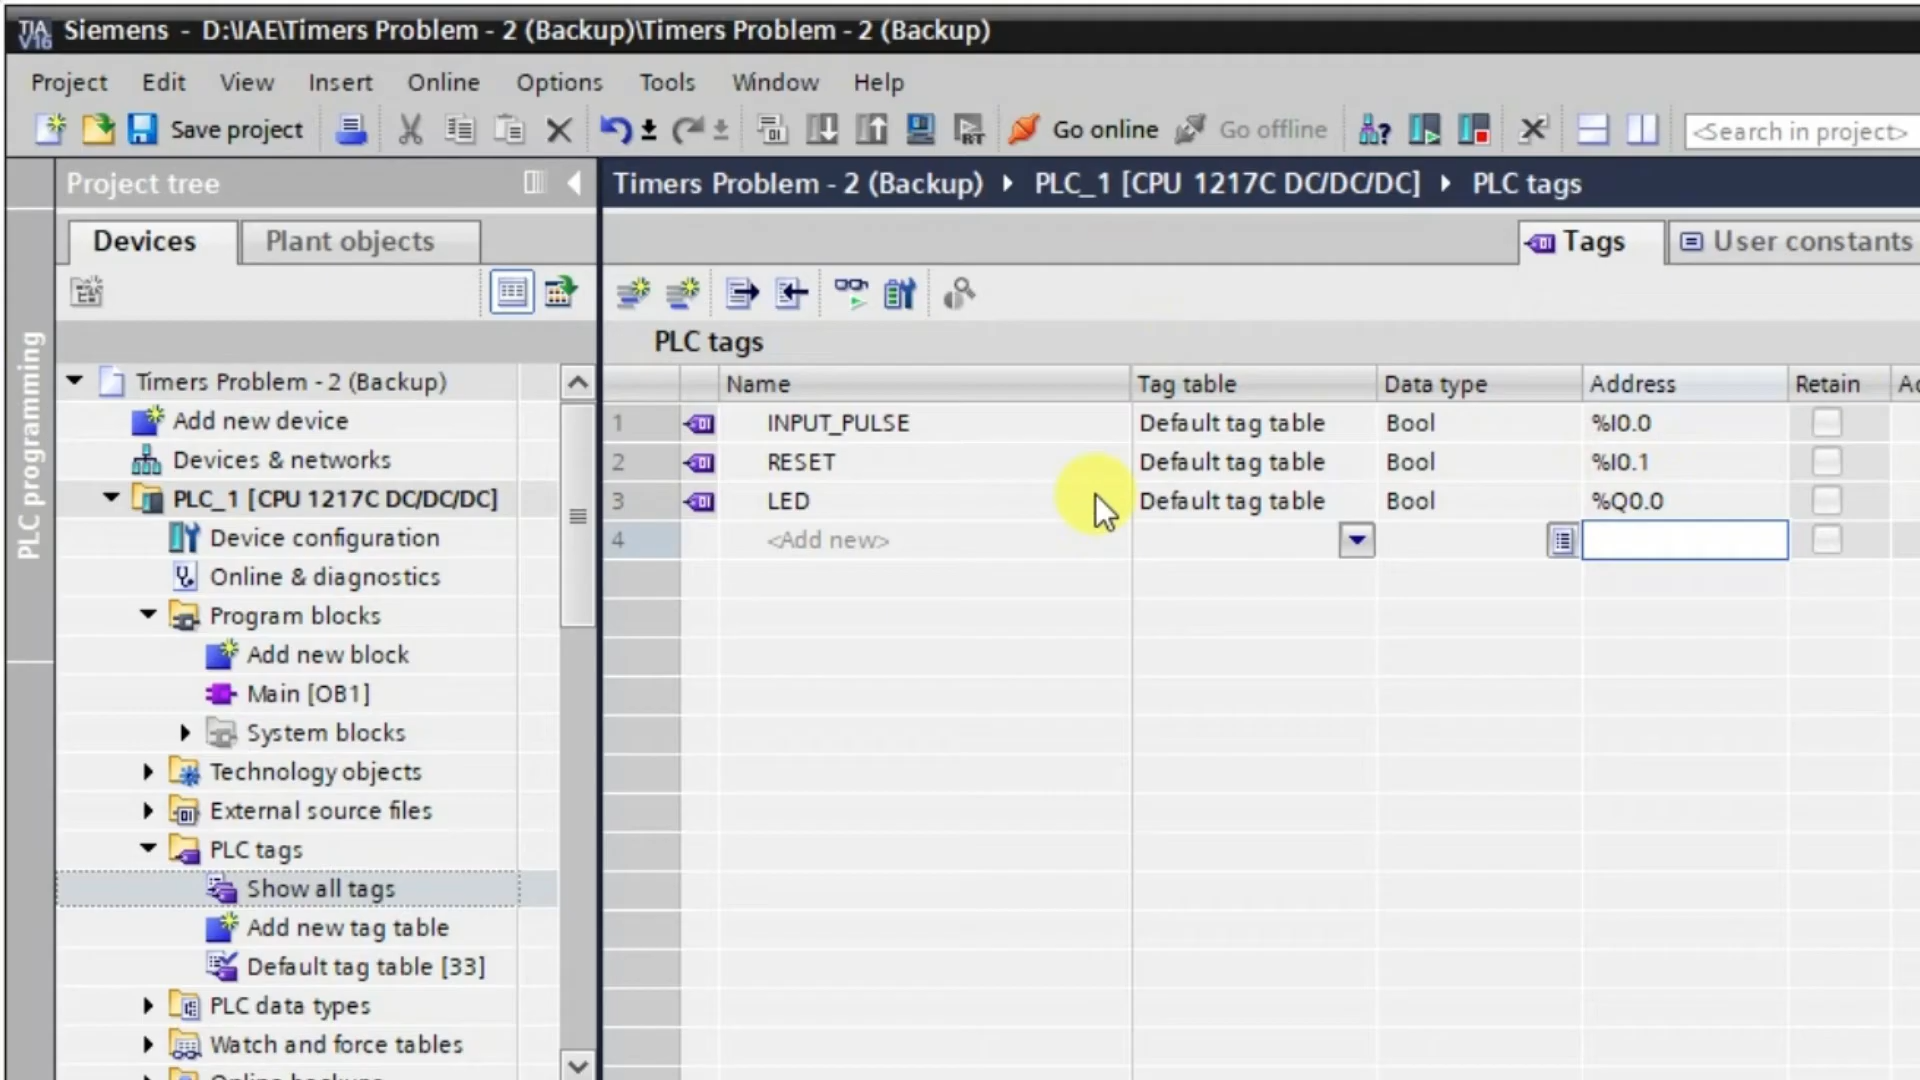 TIA
V16
Siemens - D:\IAE\Timers Problem - 2 (Backup)\Timers Problem - 2 (Backup)
Project Edit View Insert Online Options Tools Window Help
Save project
RT
Go online
Go offline
<Search in project>
Project tree
Timers Problem - 2 (Backup) PLC_1 [CPU 1217C DC/DC/DC] PLC tags
Devices
Plant objects
Tags
User constants
PLC programming
PLC tags
Name Tag table Data type Address Retain Ac
1 INPUT_PULSE Default tag table Bool %I0.0
2 RESET Default tag table Bool %I0.1
3 LED Default tag table Bool %Q0.0
4 <Add new>
Timers Problem - 2 (Backup)
Add new device
Devices & networks
PLC_1 [CPU 1217C DC/DC/DC]
Device configuration
Online & diagnostics
Program blocks
Add new block
Main [OB1]
System blocks
Technology objects
External source files
PLC tags
Show all tags
Add new tag table
Default tag table [33]
PLC data types
Watch and force tables
Online backups